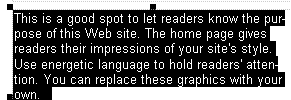 This is a good spot to let readers know the pur-
pose of this Web site. The home page gives
readers their impressions of your site's style.
Use energetic language to hold readers' atten-
tion. You can replace these graphics with your
own.